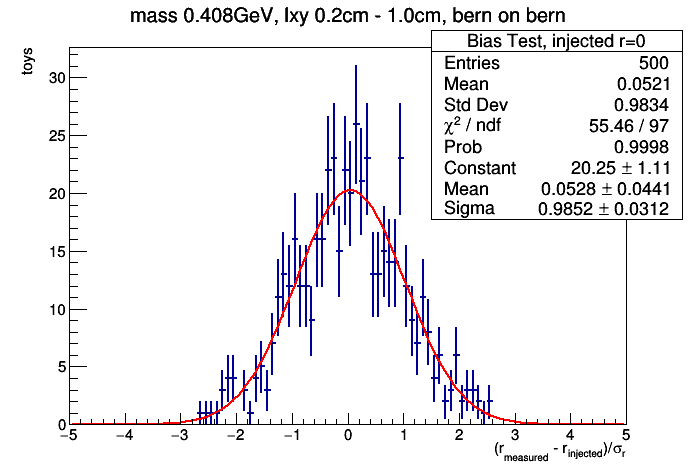 mass 0.408GeV, lxy 0.2cm - 1.0cm, bern on bern
toys
Bias Test, injected r=0
Entries 500
Mean 0.0521
Std Dev 0.9834
χ² / ndf 55.46 / 97
Prob 0.9998
Constant 20.25 ± 1.11
Mean 0.0528 ± 0.0441
Sigma 0.9852 ± 0.0312
30
25
20
15
10
5
0
−5 −4 −3 −2 −1 0 1 2 3 4 5
(r_measured - r_injected)/σ_r